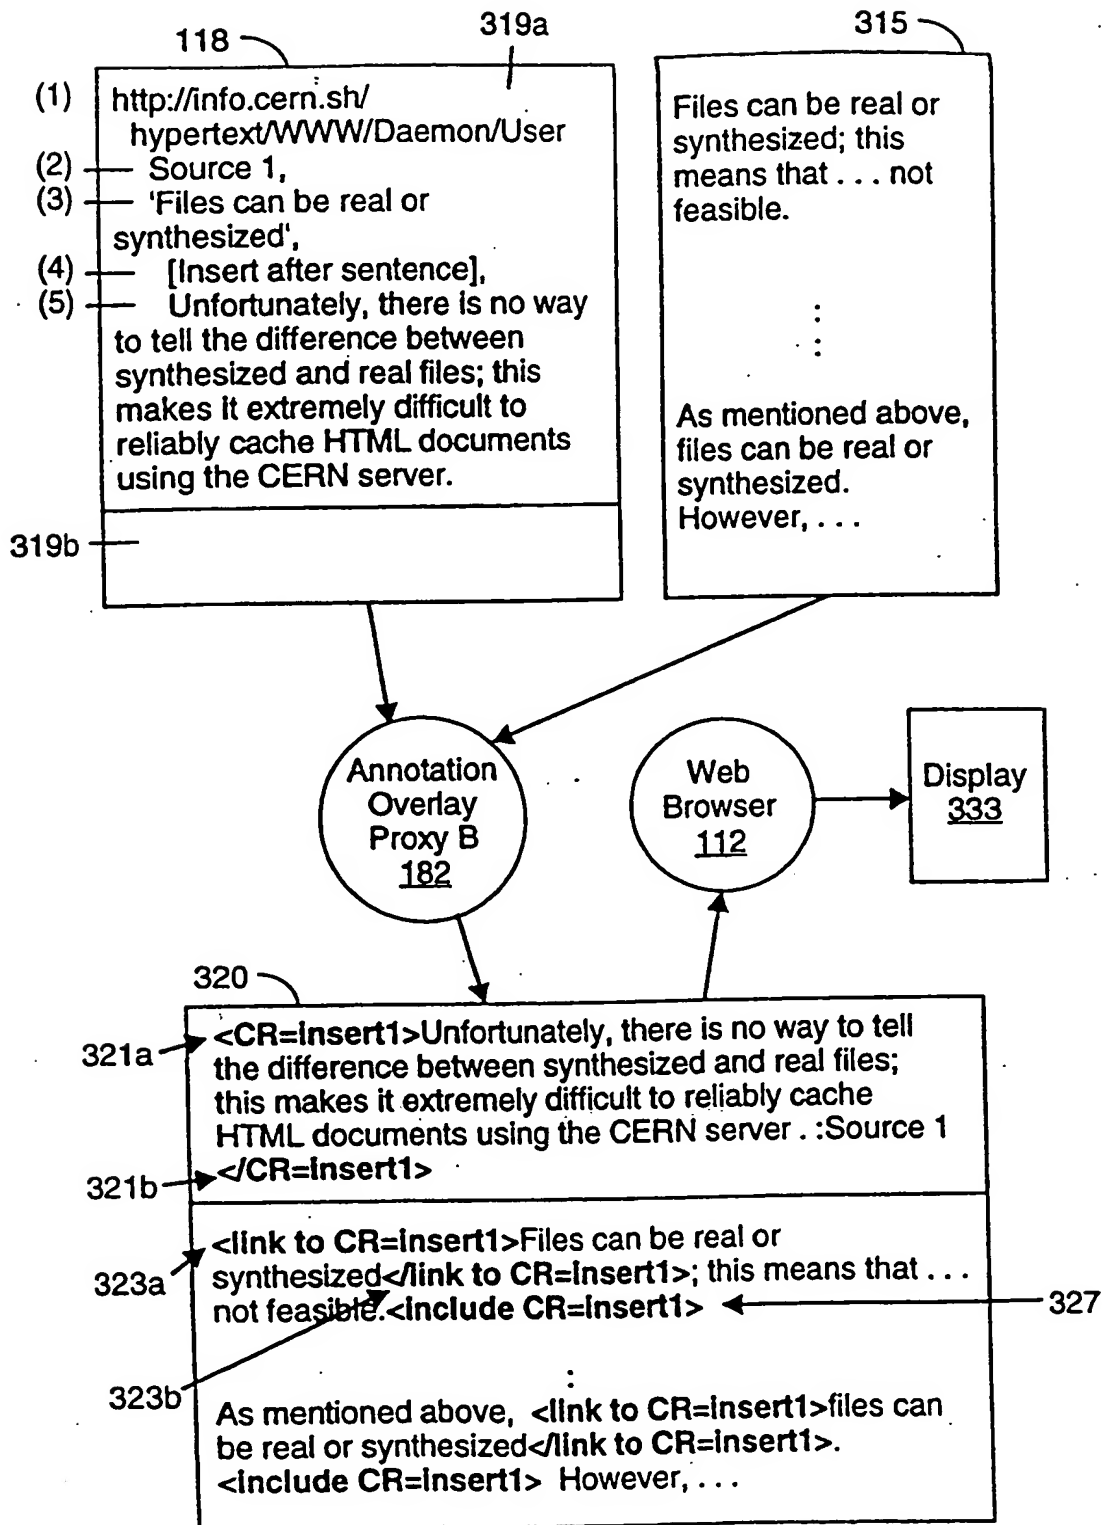 118
319a
315
(1) http://info.cern.sh/
hypertext/WWW/Daemon/User
(2) Source 1,
(3) 'Files can be real or
synthesized',
(4) [Insert after sentence],
(5) Unfortunately, there is no way
to tell the difference between
synthesized and real files; this
makes it extremely difficult to
reliably cache HTML documents
using the CERN server.
319b
Files can be real or
synthesized; this
means that . . . not
feasible.
As mentioned above,
files can be real or
synthesized.
However, . . .
Annotation
Overlay
Proxy B
182
Web
Browser
112
Display
333
320
321a
<CR=insert1>Unfortunately, there is no way to tell
the difference between synthesized and real files;
this makes it extremely difficult to reliably cache
HTML documents using the CERN server . :Source 1
321b
</CR=insert1>
323a
<link to CR=insert1>Files can be real or
synthesized</link to CR=insert1>; this means that . . .
not feasible.<include CR=insert1>
327
323b
As mentioned above, <link to CR=insert1>files can
be real or synthesized</link to CR=insert1>.
<include CR=insert1> However, . . .